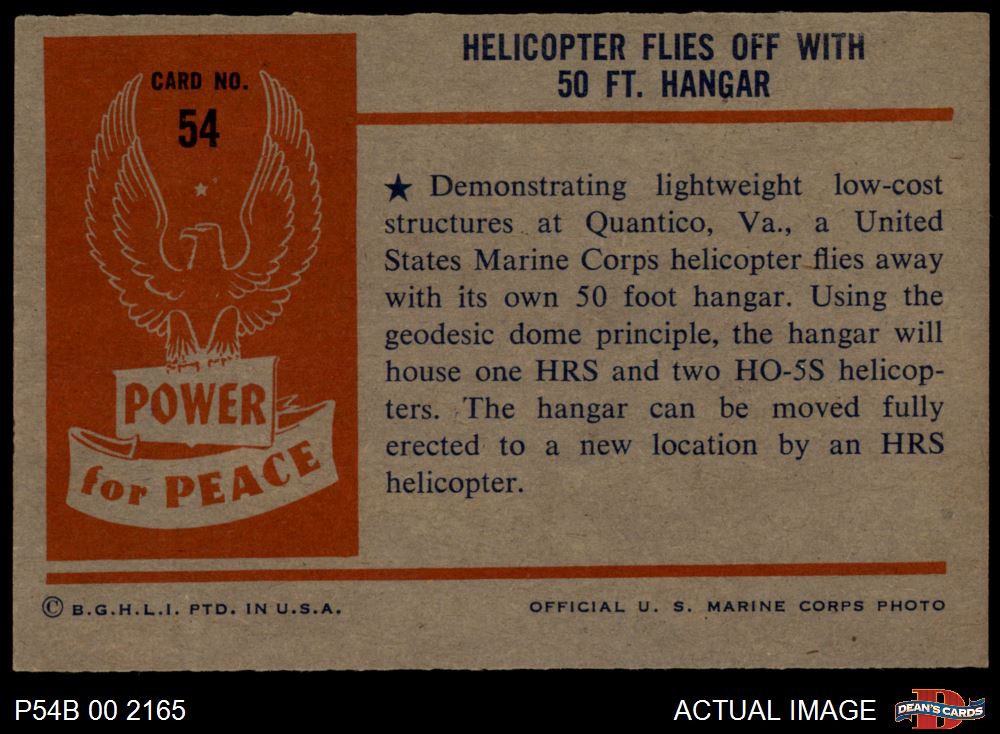 CARD NO.
54
POWER
for PEACE
HELICOPTER FLIES OFF WITH
50 FT. HANGAR
★ Demonstrating lightweight low-cost
structures at Quantico, Va., a United
States Marine Corps helicopter flies away
with its own 50 foot hangar. Using the
geodesic dome principle, the hangar will
house one HRS and two HO-5S helicop-
ters. The hangar can be moved fully
erected to a new location by an HRS
helicopter.
© B.G.H.L.I. PTD. IN U.S.A.
OFFICIAL U. S. MARINE CORPS PHOTO
P54B 00 2165
ACTUAL IMAGE
DEAN'S CARDS